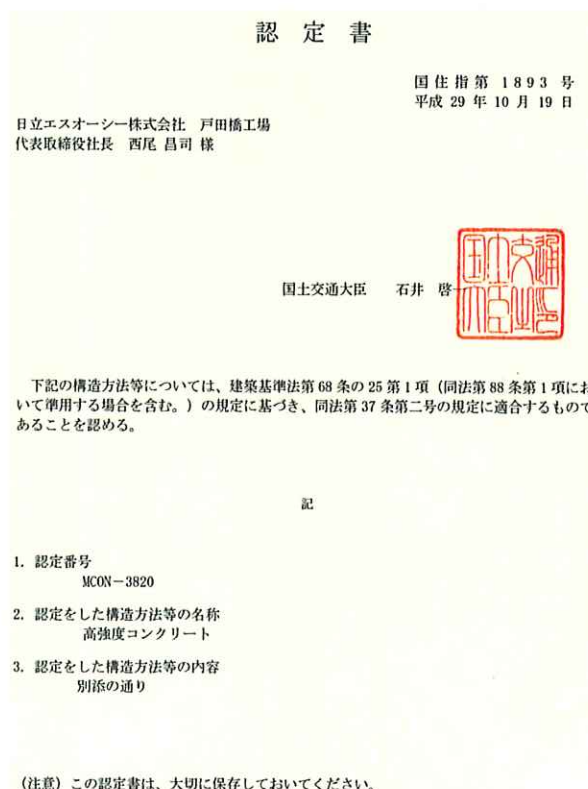 認 定 書
国住指第 1893 号
平成 29 年 10 月 19 日
日立エスオーシー株式会社 戸田橋工場
代表取締役社長 西尾 昌司 様
国土交通大臣 石井 啓一
下記の構造方法等については、建築基準法第 68 条の 25 第 1 項（同法第 88 条第 1 項にお
いて準用する場合を含む。）の規定に基づき、同法第 37 条第二号の規定に適合するもので
あることを認める。
記
1. 認定番号
MCON－3820
2. 認定をした構造方法等の名称
高強度コンクリート
3. 認定をした構造方法等の内容
別添の通り
（注意）この認定書は、大切に保存しておいてください。